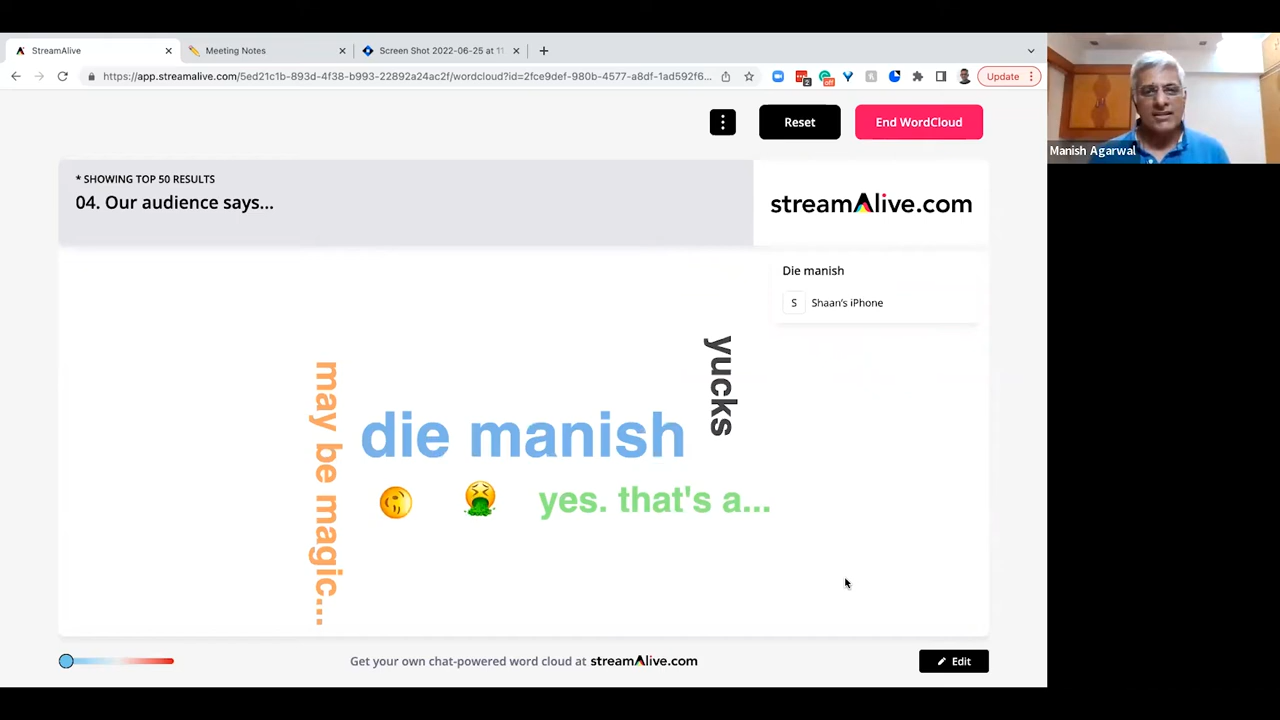 StreamAlive
Meeting Notes
Screen Shot 2022-06-25 at 11
https://app.streamalive.com/5ed21c1b-893d-4f38-b993-22892a24ac2f/wordcloud?id=2fce9def-980b-4577-a8df-1ad592f6...
2
off
Update
Reset
End WordCloud
Manish Agarwal
* SHOWING TOP 50 RESULTS
04. Our audience says...
streamAlive.com
Die manish
S
Shaan's iPhone
yucks
may be magic...
die manish
yes. that's a...
Get your own chat-powered word cloud at streamAlive.com
Edit